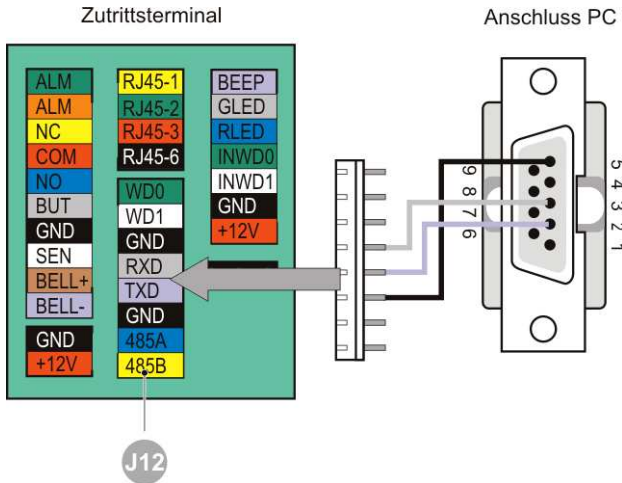 Zutrittsterminal
Anschluss PC
ALM
ALM
NC
COM
NO
BUT
GND
SEN
BELL+
BELL-
GND
+12V
RJ45-1
RJ45-2
RJ45-3
RJ45-6
WD0
WD1
GND
RXD
TXD
GND
485A
485B
BEEP
GLED
RLED
INWD0
INWD1
GND
+12V
J12
9 8 7 6
5 4 3 2 1